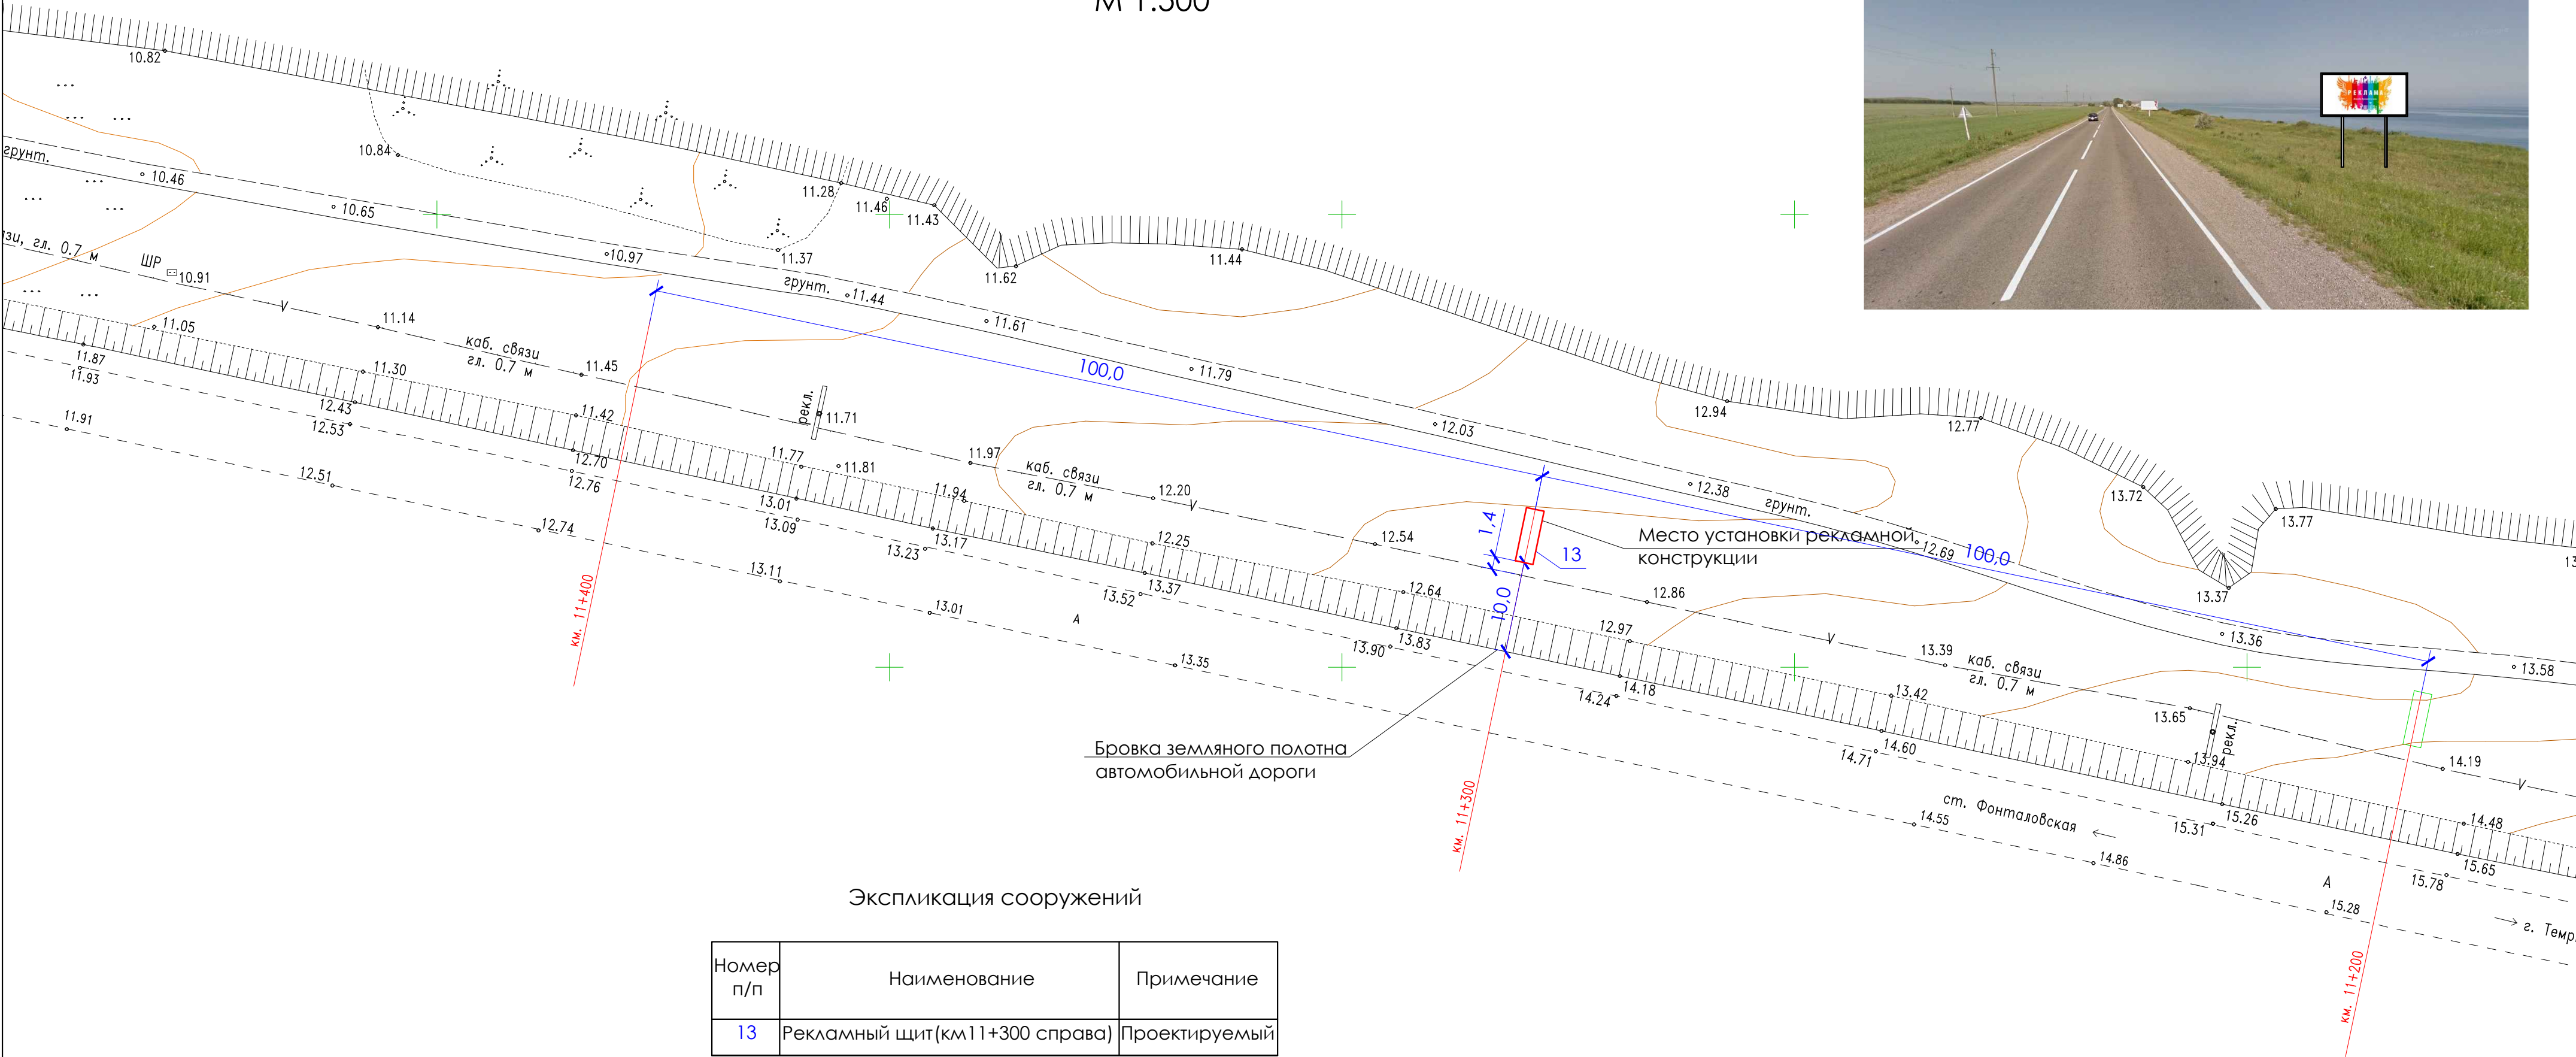 М 1:500
РЕКЛАМА
10.82
10.84
грунт.
10.46
10.65
11.28
11.46
11.43
11.62
11.44
10.97
11.37
грунт.
11.44
гл. 0.7 м
ШР
10.91
V
11.05
11.14
11.61
11.79
12.03
12.94
12.77
13.72
13.77
13.37
100,0
11.87
11.93
11.30
каб. связи
гл. 0.7 м
11.45
11.91
12.43
12.53
11.42
рекл.
11.71
11.97
каб. связи
гл. 0.7 м
12.20
V
12.38
грунт.
12.69
100,0
12.51
12.70
12.76
11.77
11.81
11.94
12.54
1,4
13
Место установки рекламной
конструкции
12.74
13.01
13.09
13.17
13.23
12.25
12.64
10,0
12.86
V
13.36
13.58
13.11
13.37
13.52
13.39
каб. связи
гл. 0.7 м
км. 11+400
13.01
А
13.35
13.83
13.90
12.97
14.18
14.24
13.42
13.65
рекл.
13.94
14.19
V
Бровка земляного полотна
автомобильной дороги
14.60
14.71
км. 11+300
14.55
ст. Фонталовская
15.26
15.31
14.48
15.65
15.78
14.86
А
15.28
г. Темр
км. 11+200
Экспликация сооружений
Номер п/п Наименование Примечание
13 Рекламный щит(км11+300 справа) Проектируемый